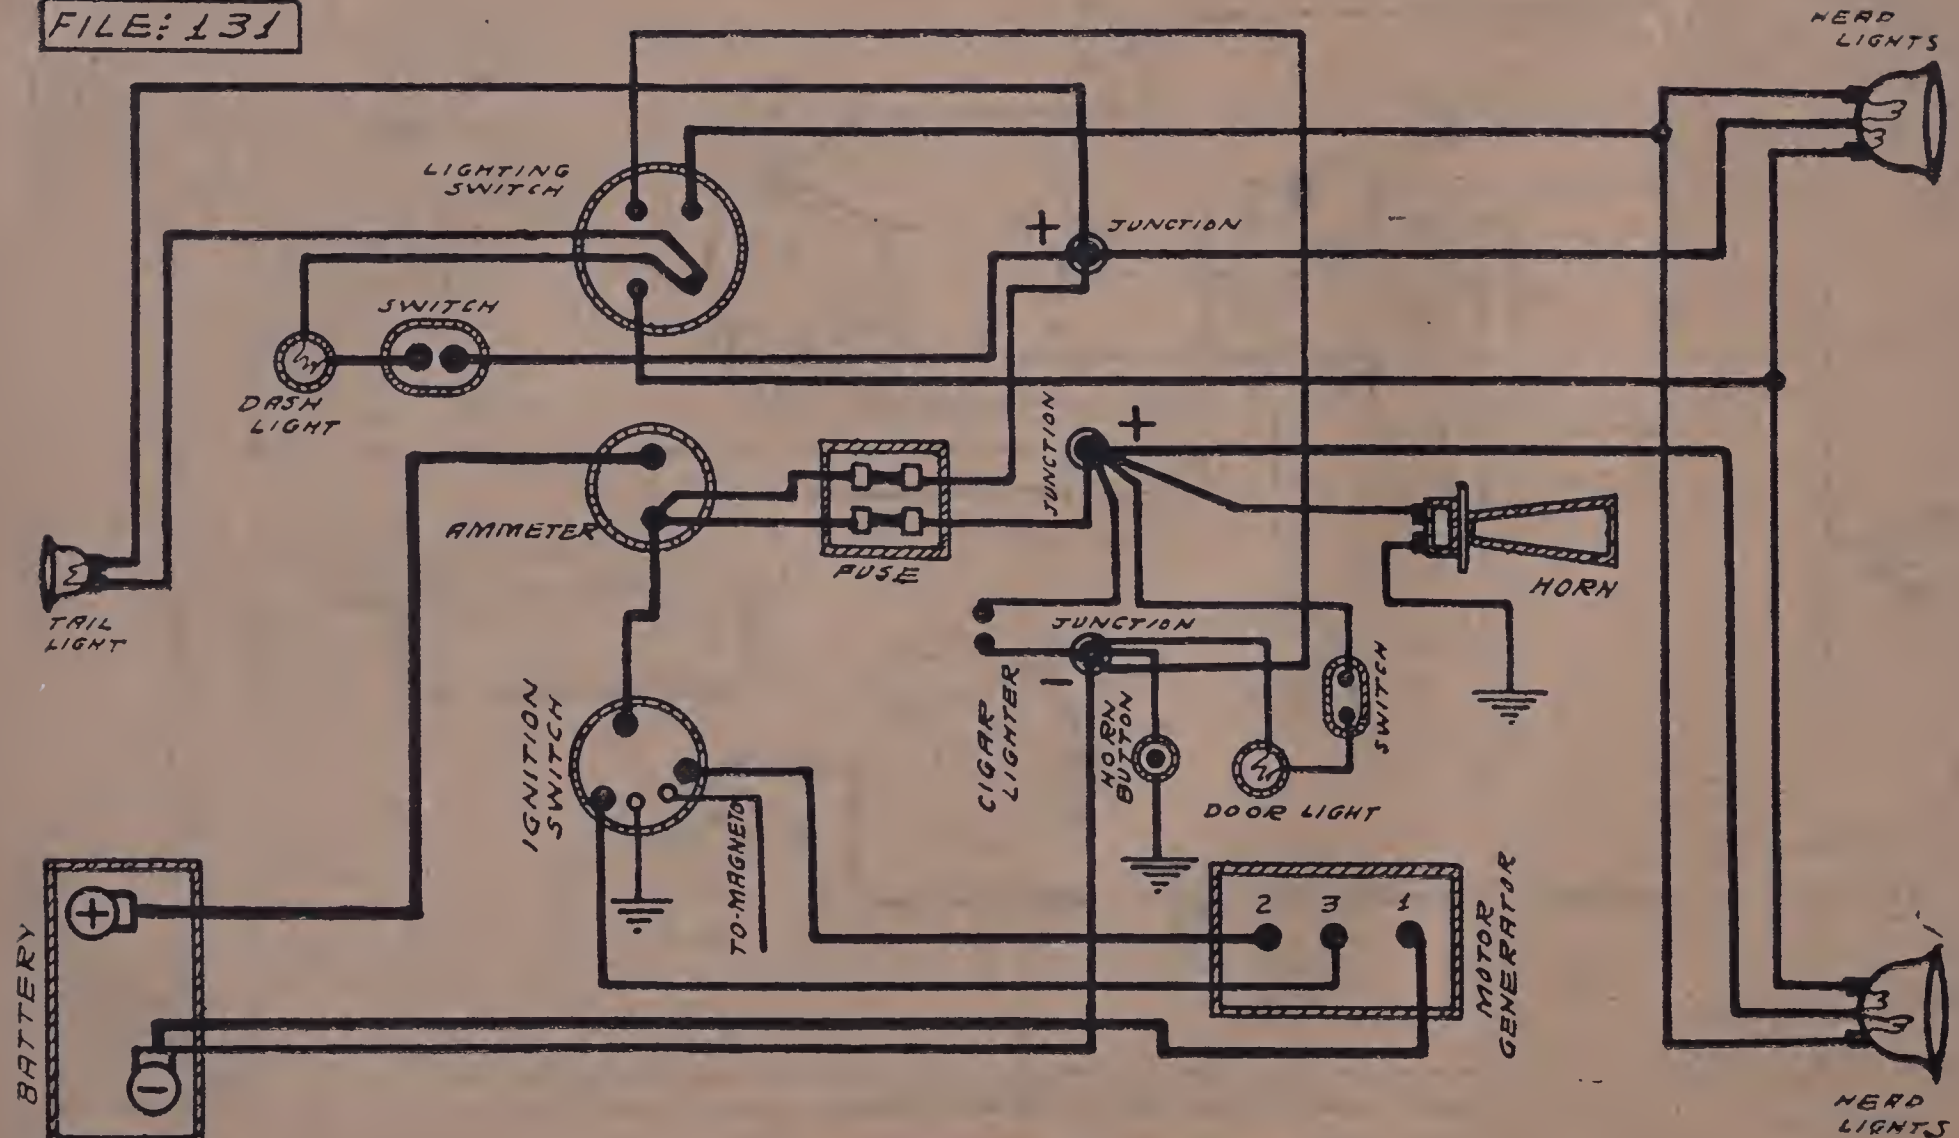 FILE: 131
HEAD
LIGHTS
LIGHTING
SWITCH
+
JUNCTION
SWITCH
DASH
LIGHT
JUNCTION
+
AMMETER
FUSE
HORN
TAIL
LIGHT
JUNCTION
-
IGNITION
SWITCH
CIGAR
LIGHTER
HORN
BUTTON
SWITCH
DOOR LIGHT
TO-MAGNETO
BATTERY
+
-
2 3 1
MOTOR
GENERATOR
HEAD
LIGHTS